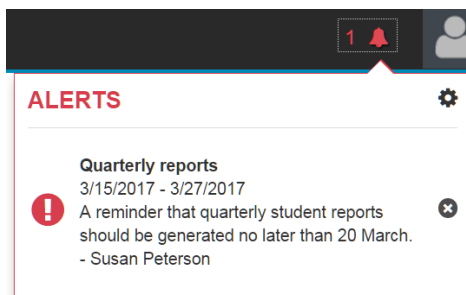 1
ALERTS
Quarterly reports
3/15/2017 - 3/27/2017
A reminder that quarterly student reports
should be generated no later than 20 March.
- Susan Peterson